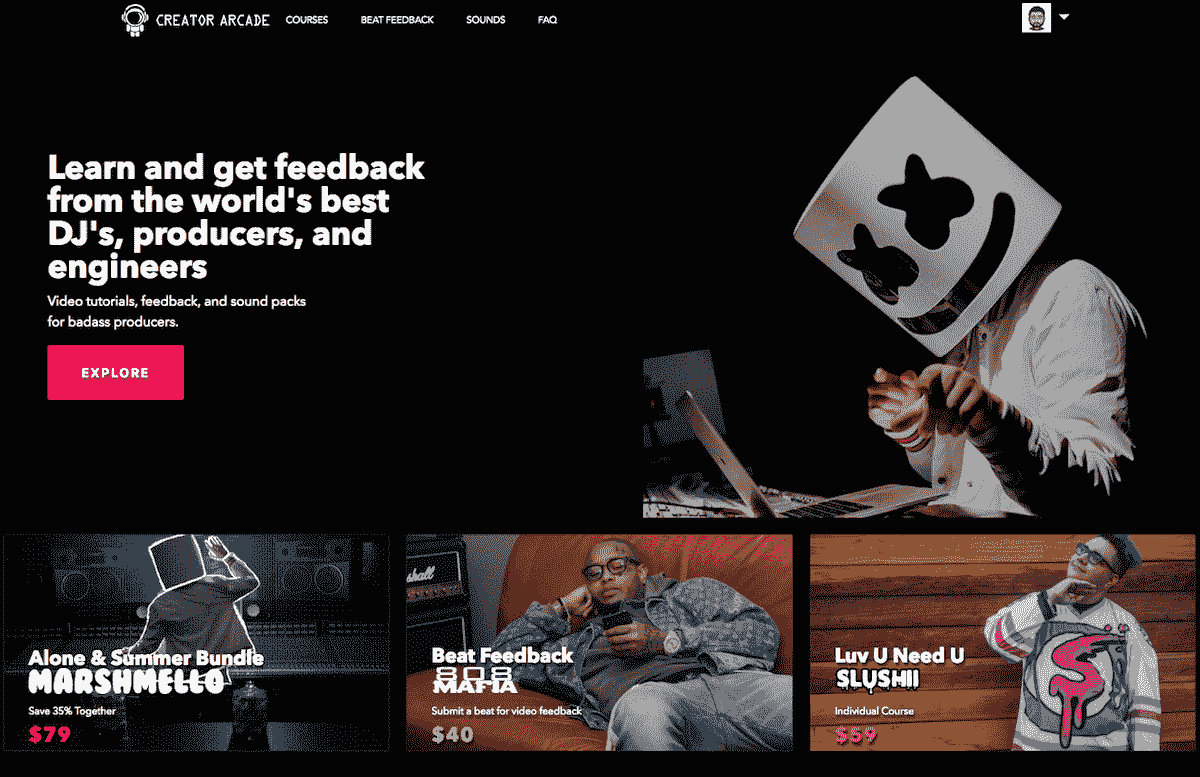 CREATOR ARCADE COURSES BEAT FEEDBACK SOUNDS FAQ
Learn and get feedback
from the world's best
DJ's, producers, and
engineers
Video tutorials, feedback, and sound packs
for badass producers.
EXPLORE
Alone & Summer Bundle
MARSHMELLO
Save 35% Together
$79
shall
Beat Feedback
808
MAFIA
Submit a beat for video feedback
$40
Luv U Need U
SLUSHII
Individual Course
$59
S